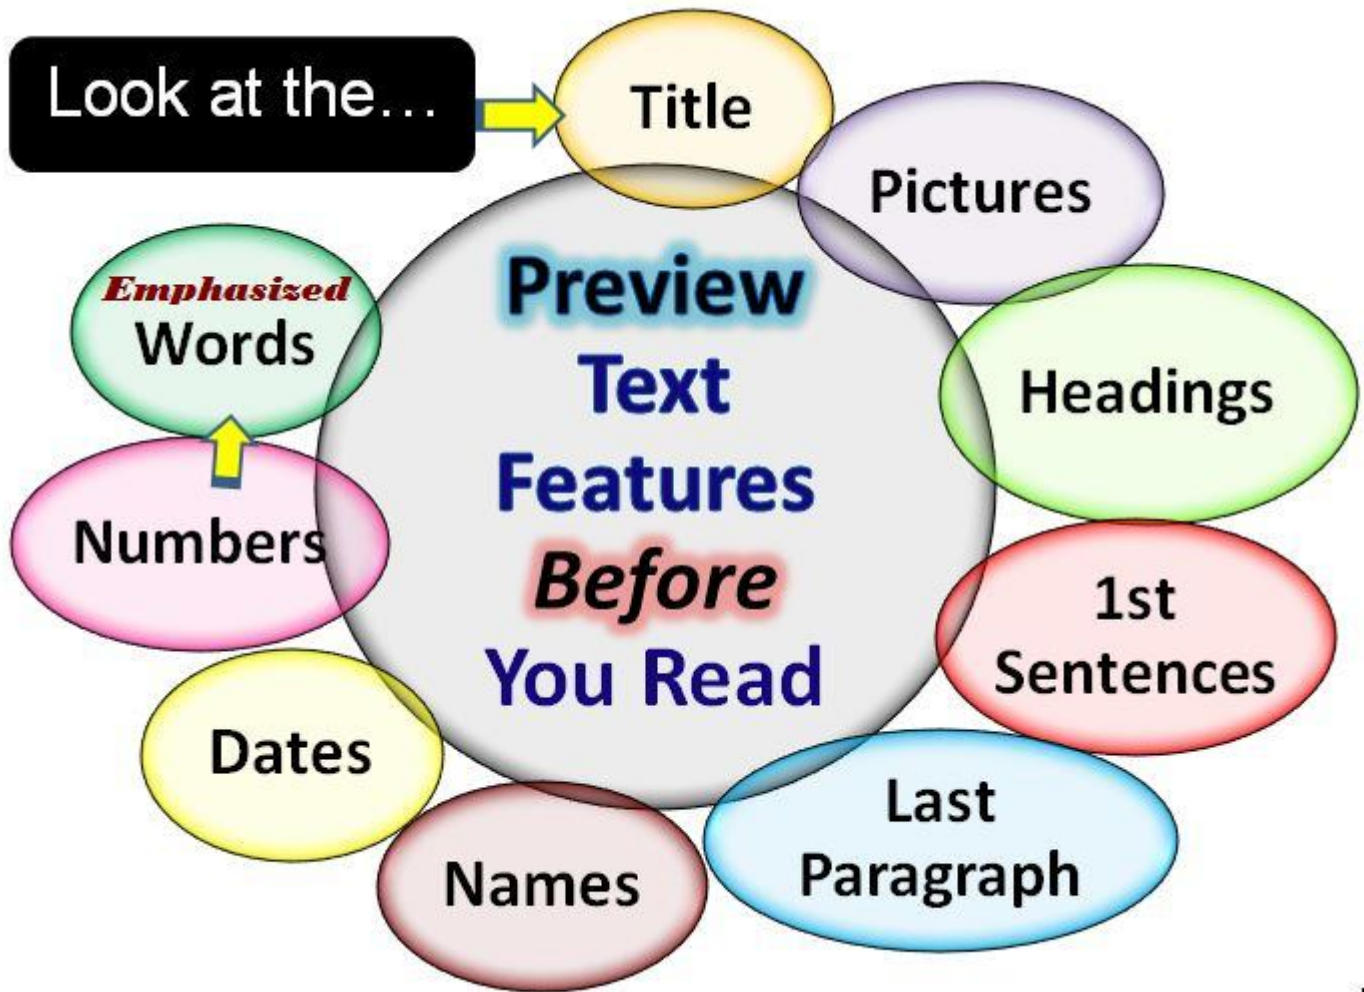 Look at the...
Title
Pictures
Headings
1st
Sentences
Last
Paragraph
Names
Dates
Numbers
Emphasized
Words
Preview
Text
Features
Before
You Read